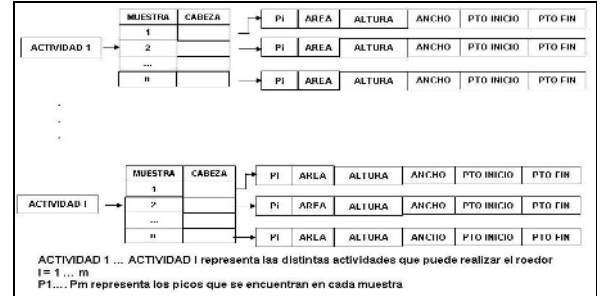 MUESTRA CABEZA
Pi AREA ALTURA ANCHO PTO INICIO PTO FIN
1
ACTIVIDAD 1 2 Pi AREA ALTURA ANCHO PTO INICIO PTO FIN
...
n Pi AREA ALTURA ANCHO PTO INICIO PTO FIN
.
.
.
MUESTRA CABEZA Pi AREA ALTURA ANCHO PTO INICIO PTO FIN
1
ACTIVIDAD I 2 Pi AREA ALTURA ANCHO PTO INICIO PTO FIN
...
n Pi AREA ALTURA ANCHO PTO INICIO PTO FIN
ACTIVIDAD 1 ... ACTIVIDAD I representa las distintas actividades que puede realizar el roedor
I = 1 ... m
P1.... Pm representa los picos que se encuentran en cada muestra